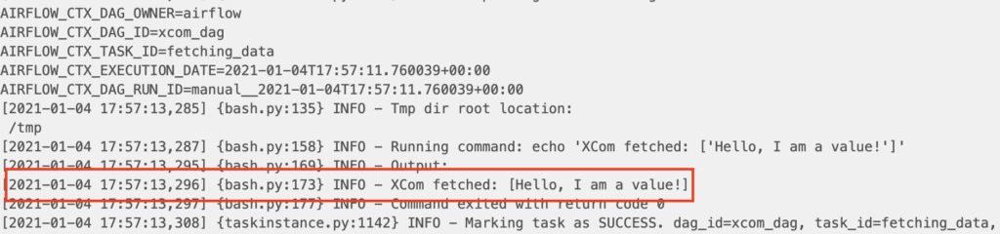 AIRFLOW_CTX_DAG_OWNER=airflow
AIRFLOW_CTX_DAG_ID=xcom_dag
AIRFLOW_CTX_TASK_ID=fetching_data
AIRFLOW_CTX_EXECUTION_DATE=2021-01-04T17:57:11.760039+00:00
AIRFLOW_CTX_DAG_RUN_ID=manual__2021-01-04T17:57:11.760039+00:00
[2021-01-04 17:57:13,285] {bash.py:135} INFO - Tmp dir root location:
/tmp
[2021-01-04 17:57:13,287] {bash.py:158} INFO - Running command: echo 'XCom fetched: ['Hello, I am a value!']'
[2021-01-04 17:57:13,295] {bash.py:169} INFO - Output:
[2021-01-04 17:57:13,296] {bash.py:173} INFO - XCom fetched: [Hello, I am a value!]
[2021-01-04 17:57:13,297] {bash.py:177} INFO - Command exited with return code 0
[2021-01-04 17:57:13,308] {taskinstance.py:1142} INFO - Marking task as SUCCESS. dag_id=xcom_dag, task_id=fetching_data,